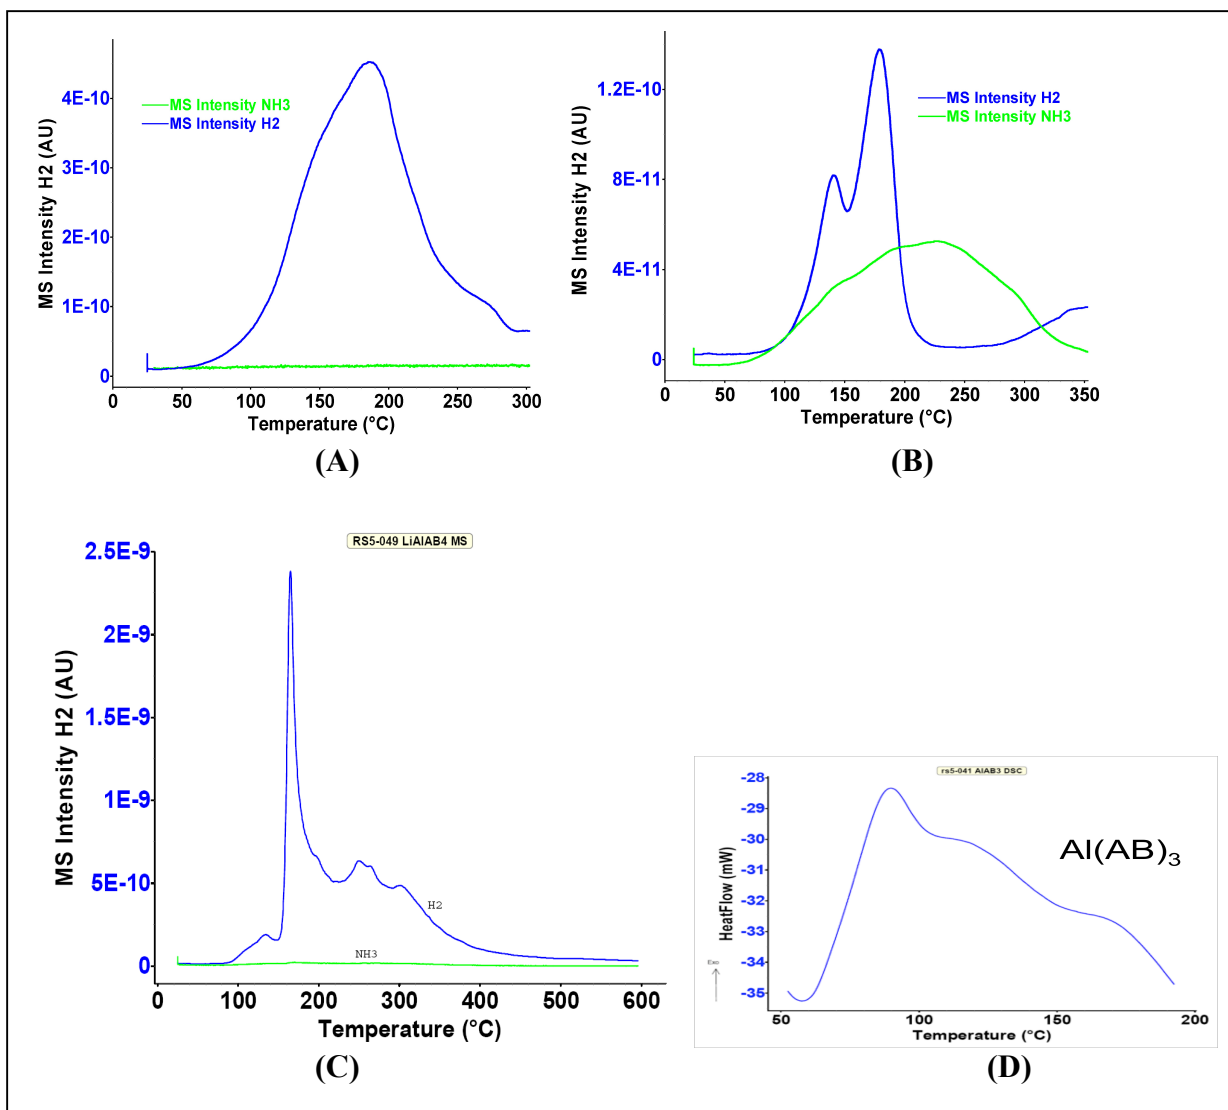 MS Intensity H2 (AU)
4E-10
3E-10
2E-10
1E-10
0
MS Intensity NH3
MS Intensity H2
0 50 100 150 200 250 300
Temperature (°C)
(A)
MS Intensity H2 (AU)
1.2E-10
8E-11
4E-11
0
MS Intensity H2
MS Intensity NH3
0 50 100 150 200 250 300 350
Temperature (°C)
(B)
RS5-049 LiAlAB4 MS
MS Intensity H2 (AU)
2.5E-9
2E-9
1.5E-9
1E-9
5E-10
0
H2
NH3
0 100 200 300 400 500 600
Temperature (°C)
(C)
rs5-041 AlAB3 DSC
HeatFlow (mW)
-28
-29
-30
-31
-32
-33
-34
-35
Al(AB)3
Exo
50 100 150 200
Temperature (°C)
(D)